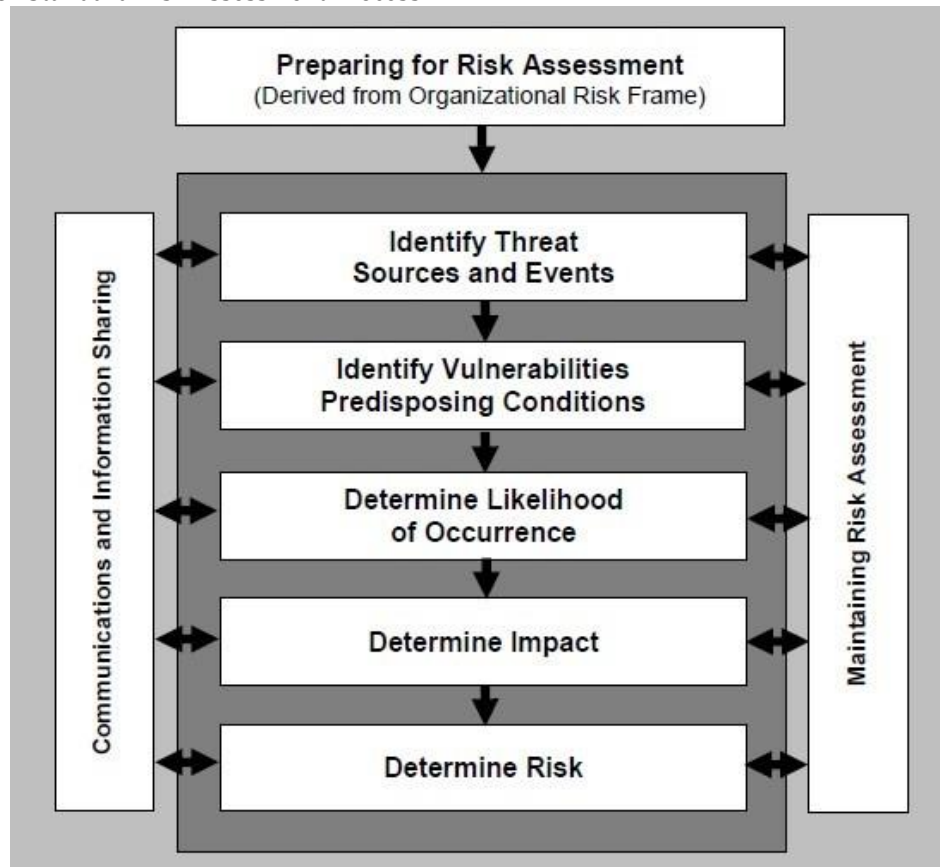 Preparing for Risk Assessment
(Derived from Organizational Risk Frame)
Communications and Information Sharing
Identify Threat
Sources and Events
Identify Vulnerabilities
Predisposing Conditions
Determine Likelihood
of Occurrence
Determine Impact
Determine Risk
Maintaining Risk Assessment